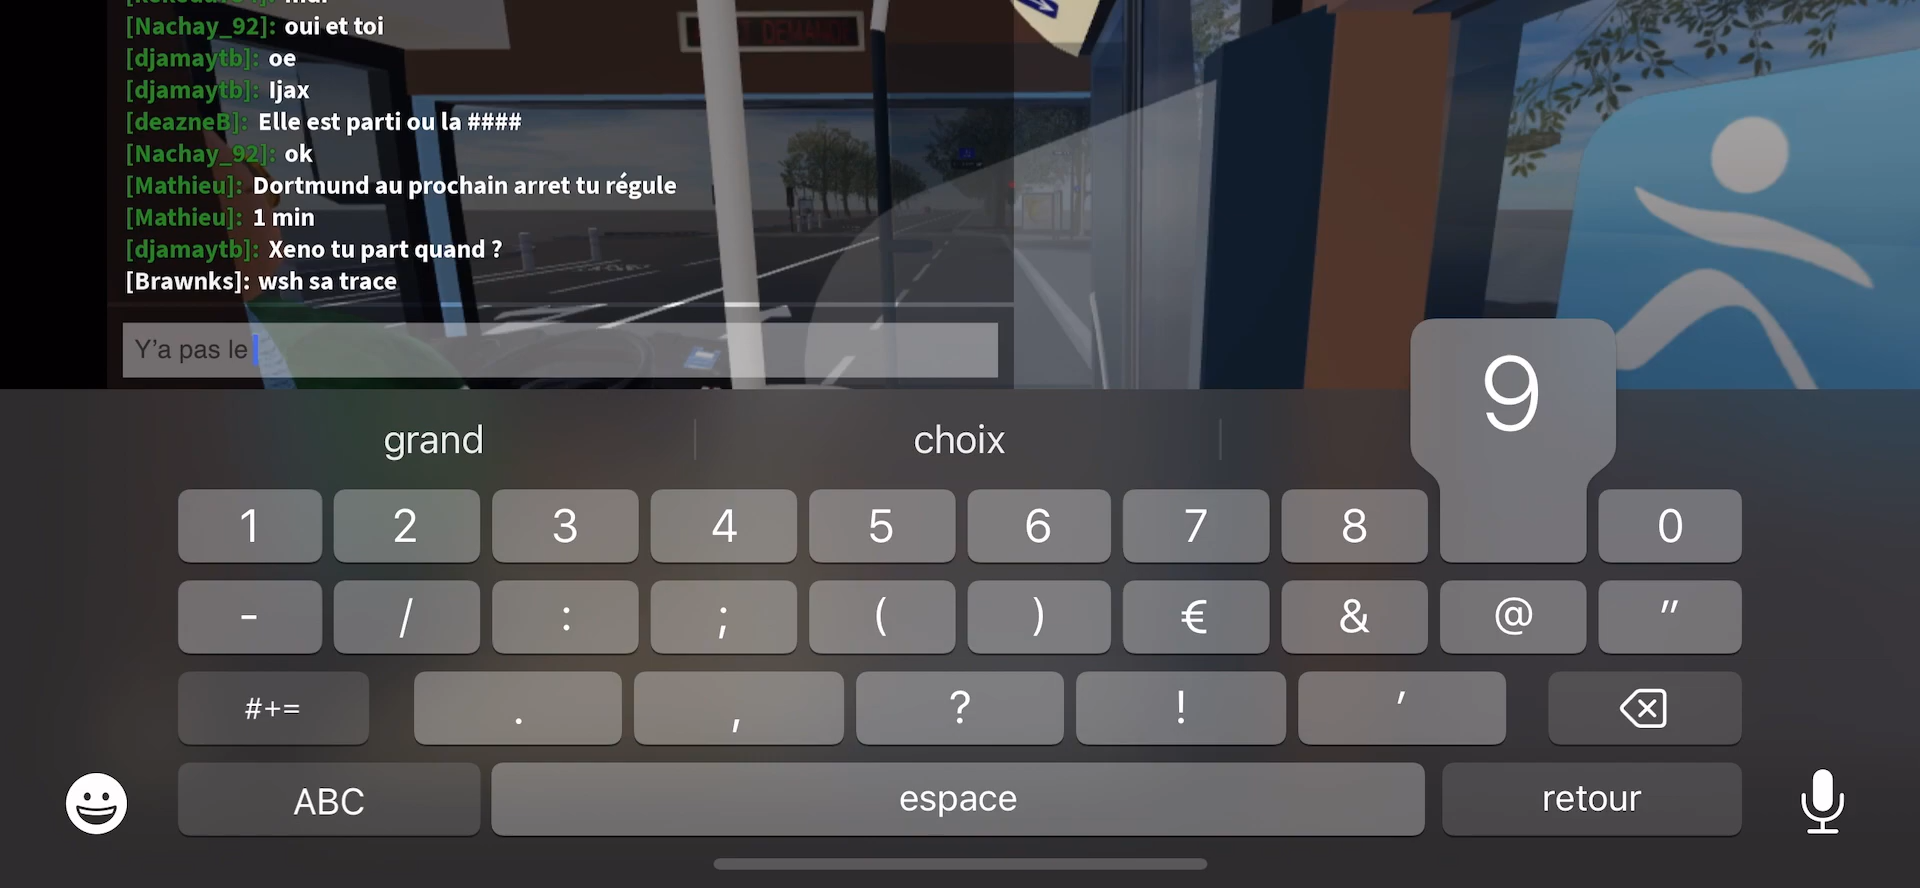 [Nachay_92]: oui et toi
[djamaytb]: oe
[djamaytb]: Ijax
[deazneB]: Elle est parti ou la ####
[Nachay_92]: ok
[Mathieu]: Dortmund au prochain arret tu régule
[Mathieu]: 1 min
[djamaytb]: Xeno tu part quand ?
[Brawnks]: wsh sa trace
Y'a pas le
grand choix
9
1 2 3 4 5 6 7 8 0
- / : ; ( ) € & @ "
#+= . , ? ! '
ABC espace retour